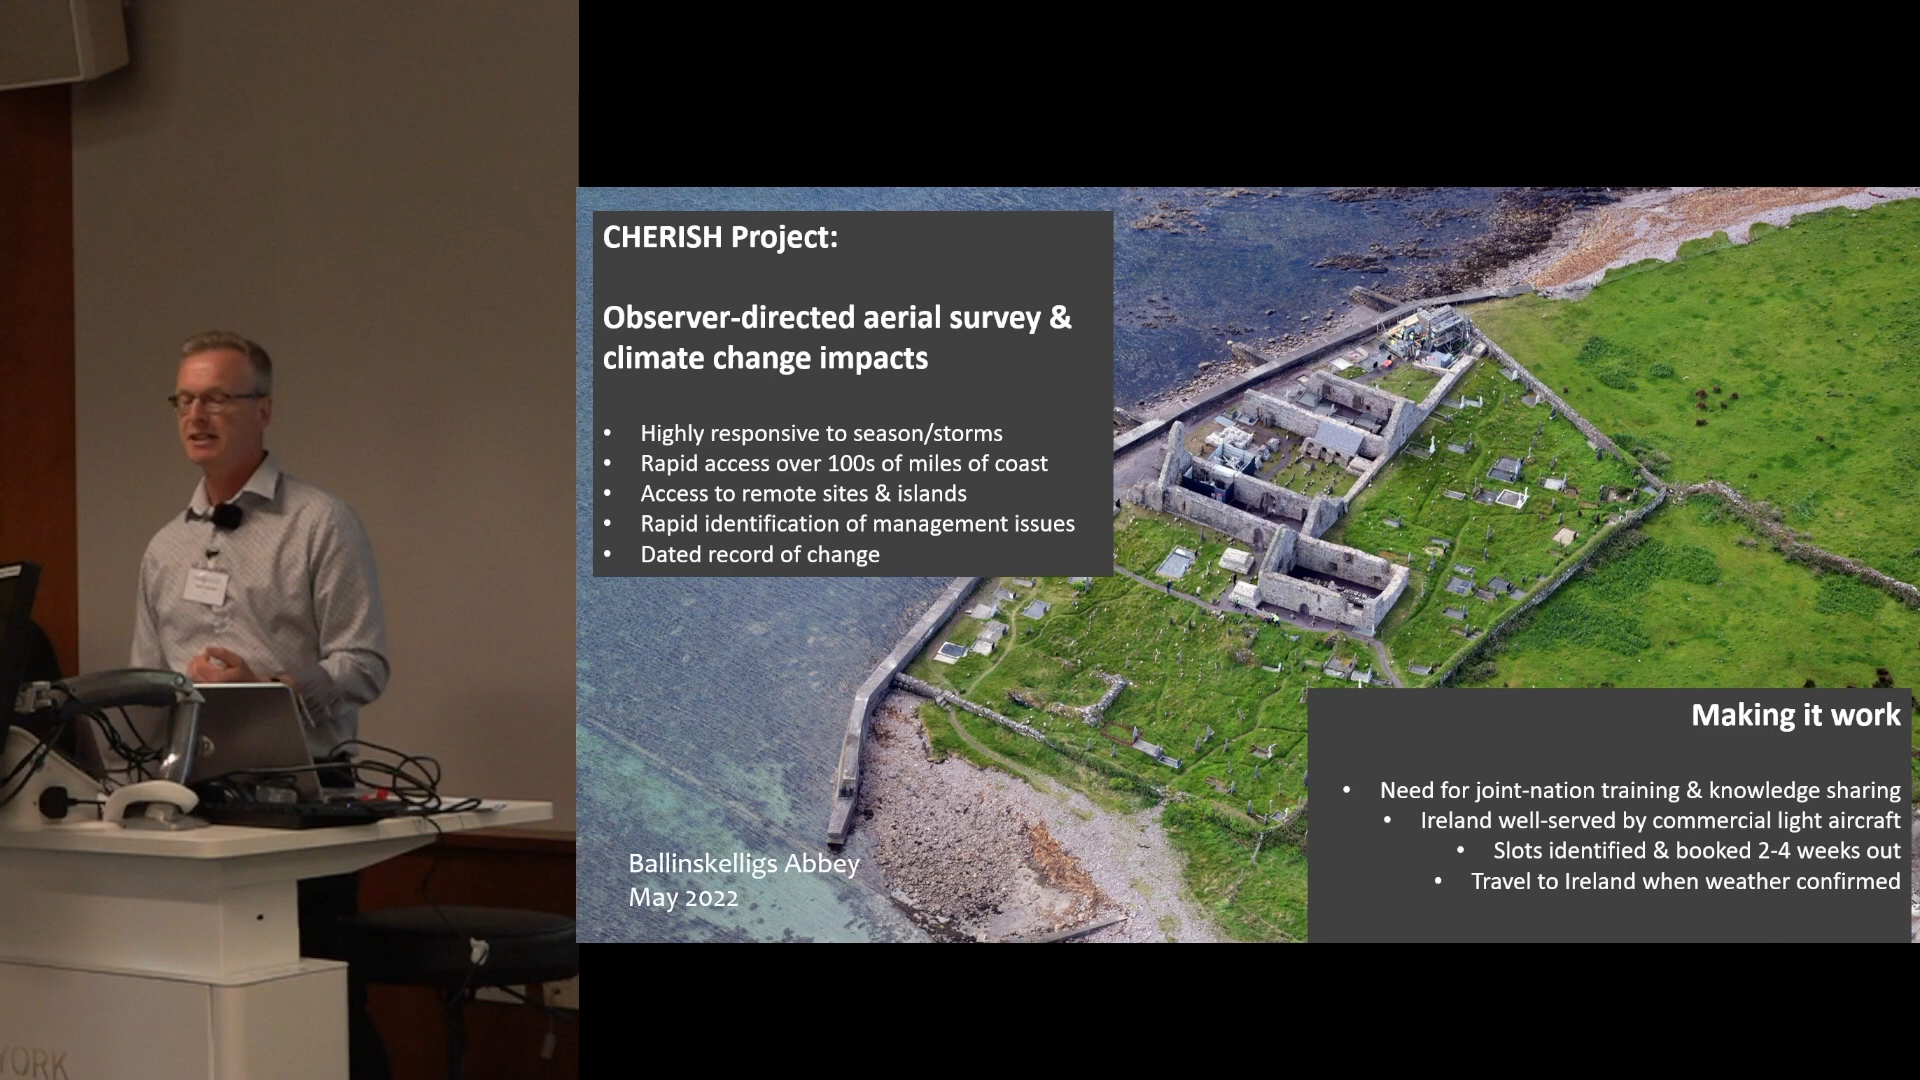 CHERISH Project:
Observer-directed aerial survey &
climate change impacts
• Highly responsive to season/storms
• Rapid access over 100s of miles of coast
• Access to remote sites & islands
• Rapid identification of management issues
• Dated record of change
Ballinskelligs Abbey
May 2022
Making it work
• Need for joint-nation training & knowledge sharing
• Ireland well-served by commercial light aircraft
• Slots identified & booked 2-4 weeks out
• Travel to Ireland when weather confirmed
YORK